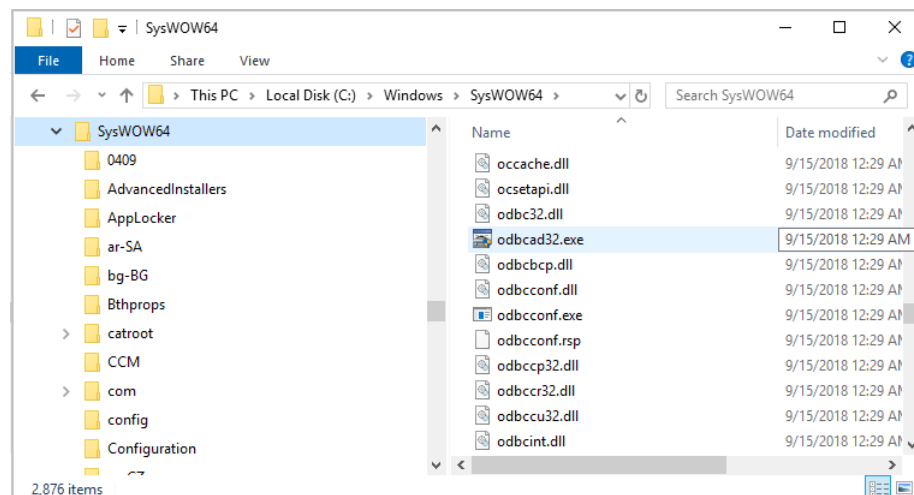 SysWOW64
File Home Share View
This PC > Local Disk (C:) > Windows > SysWOW64 > Search SysWOW64
SysWOW64
0409
AdvancedInstallers
AppLocker
ar-SA
bg-BG
Bthprops
catroot
CCM
com
config
Configuration
Name Date modified
occache.dll 9/15/2018 12:29 AM
ocsetapi.dll 9/15/2018 12:29 AM
odbc32.dll 9/15/2018 12:29 AM
odbcad32.exe 9/15/2018 12:29 AM
odbcbcp.dll 9/15/2018 12:29 AM
odbcconf.dll 9/15/2018 12:29 AM
odbcconf.exe 9/15/2018 12:29 AM
odbcconf.rsp 9/15/2018 12:29 AM
odbccp32.dll 9/15/2018 12:29 AM
odbccr32.dll 9/15/2018 12:29 AM
odbccu32.dll 9/15/2018 12:29 AM
odbcint.dll 9/15/2018 12:29 AM
2,876 items